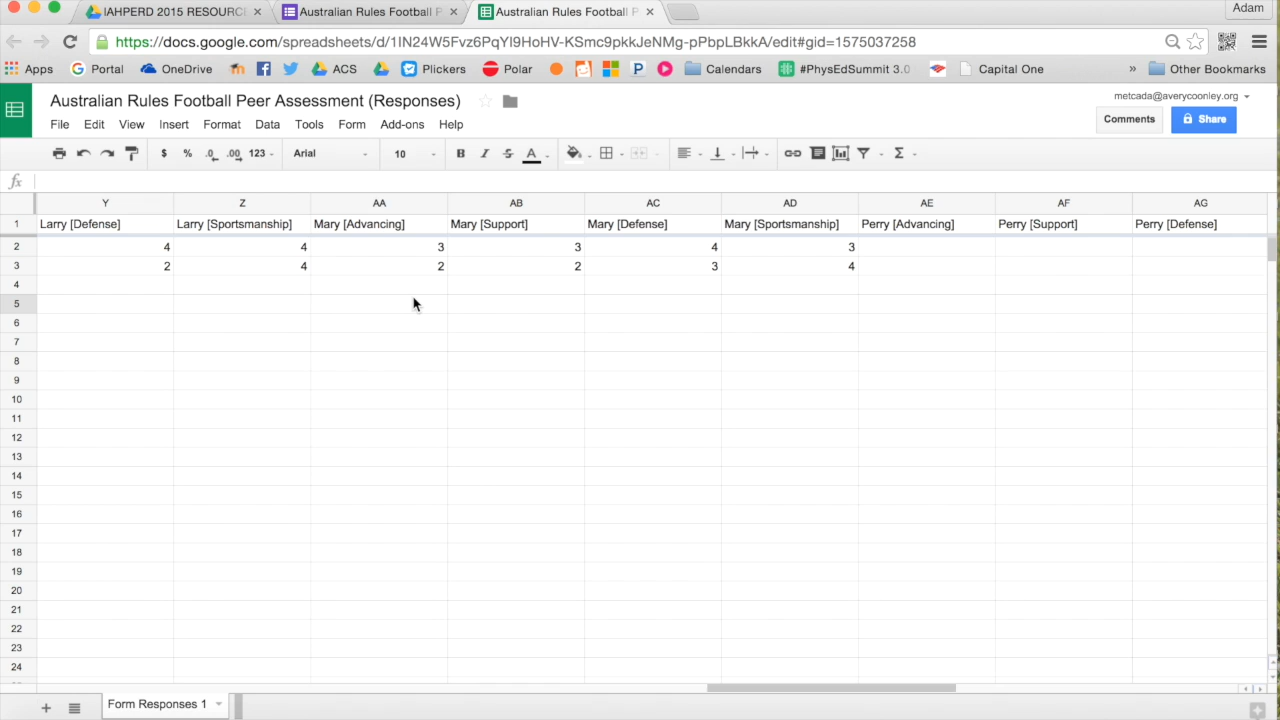 IAHPERD 2015 RESOURC
Australian Rules Football P
Australian Rules Football P
Adam
https://docs.google.com/spreadsheets/d/1IN24W5Fvz6PqYl9HoHV-KSmc9pkkJeNMg-pPbpLBkkA/edit#gid=1575037258
Apps Portal OneDrive ACS Plickers Polar Calendars #PhysEdSummit 3.0 Capital One » Other Bookmarks
Australian Rules Football Peer Assessment (Responses)
metcada@averycoonley.org
File Edit View Insert Format Data Tools Form Add-ons Help
Comments
Share
$ % .0 .00 123 Arial 10 B I S A Σ
fx
Y Z AA AB AC AD AE AF AG
1 Larry [Defense] Larry [Sportsmanship] Mary [Advancing] Mary [Support] Mary [Defense] Mary [Sportsmanship] Perry [Advancing] Perry [Support] Perry [Defense]
2 4 4 3 3 4 3
3 2 4 2 2 3 4
4
5
6
7
8
9
10
11
12
13
14
15
16
17
18
19
20
21
22
23
24
Form Responses 1